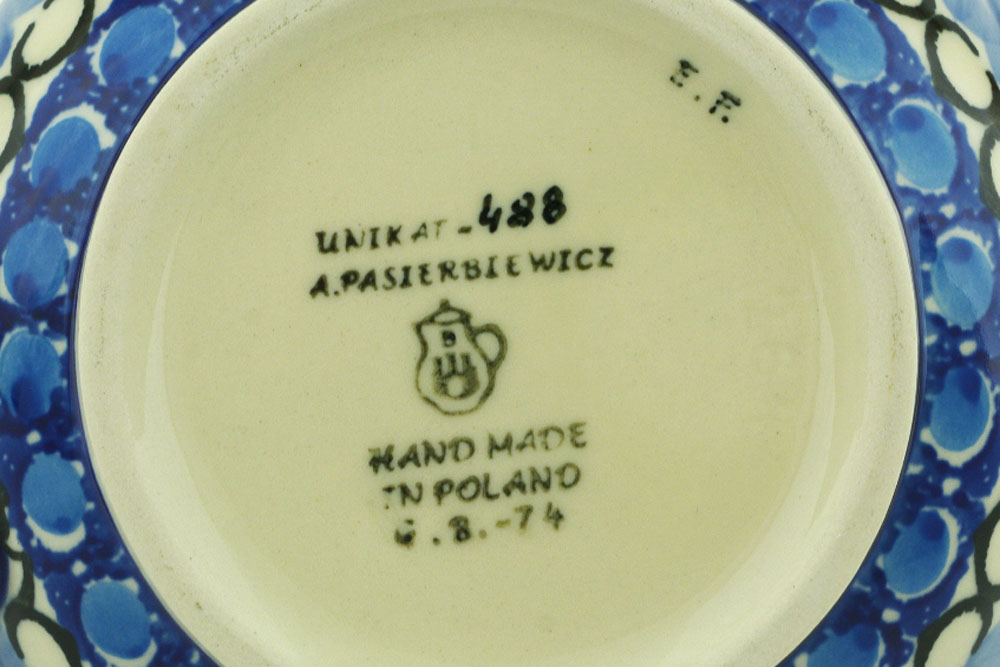 E.F.
UNIKAT-488
A.PASIERBIEWICZ
B
HAND MADE
IN POLAND
6.8.-74